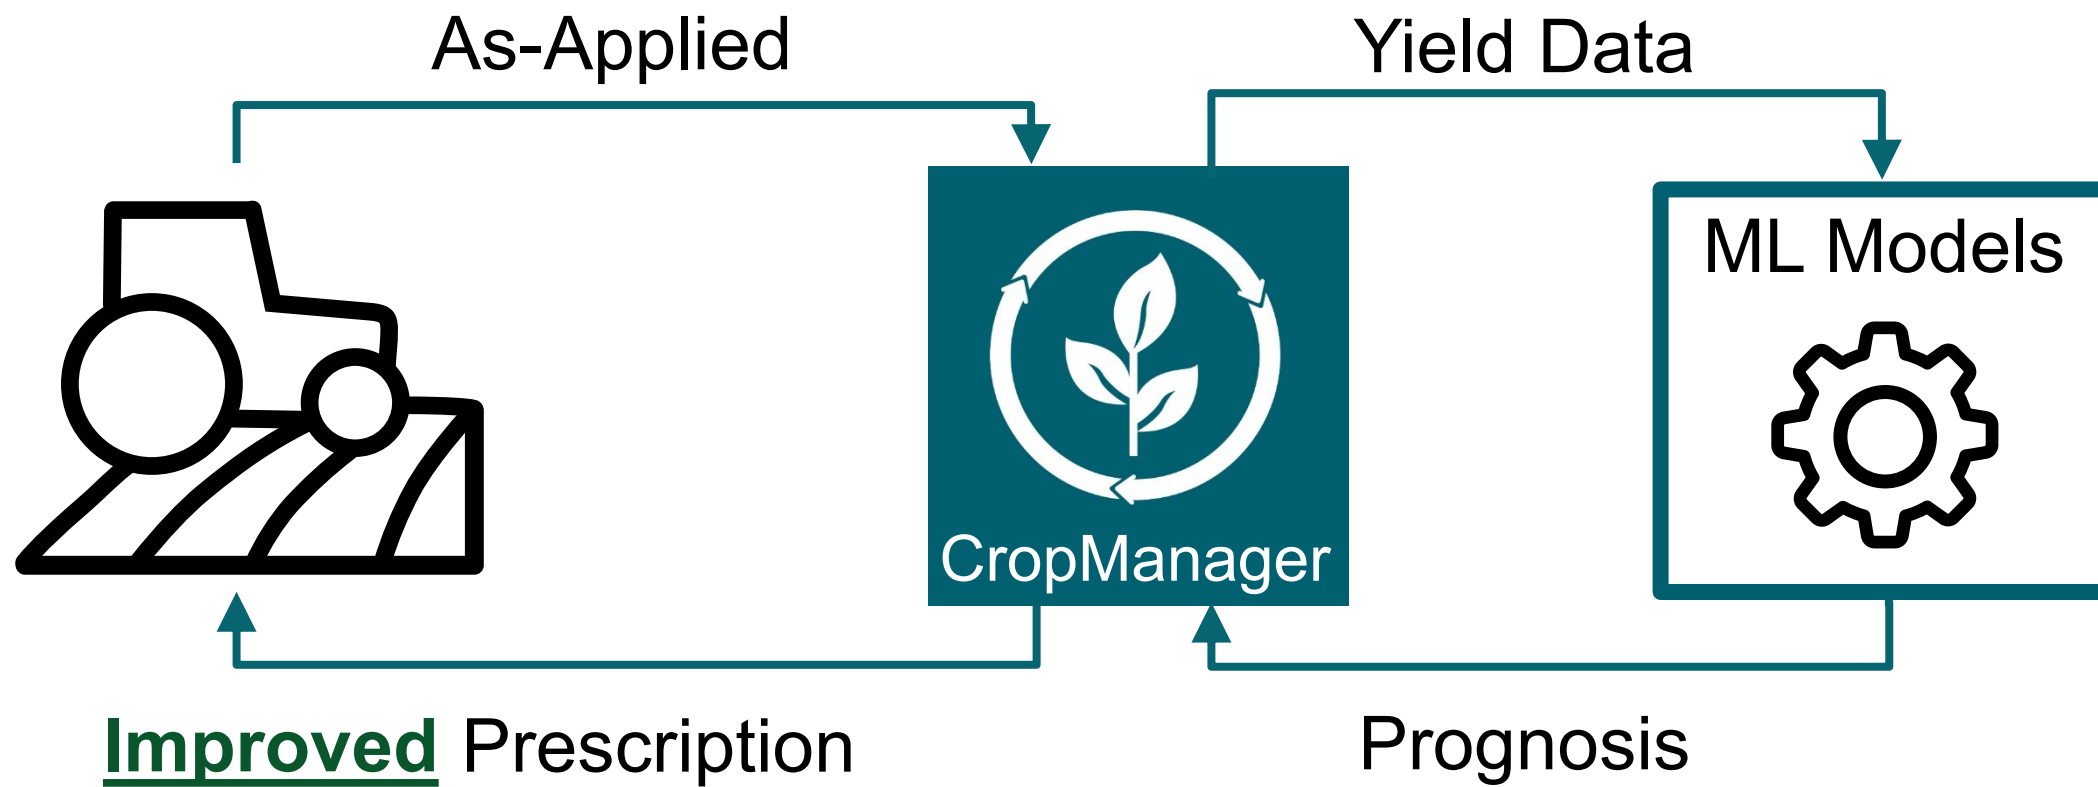 As-Applied
Yield Data
ML Models
CropManager
Improved Prescription
Prognosis